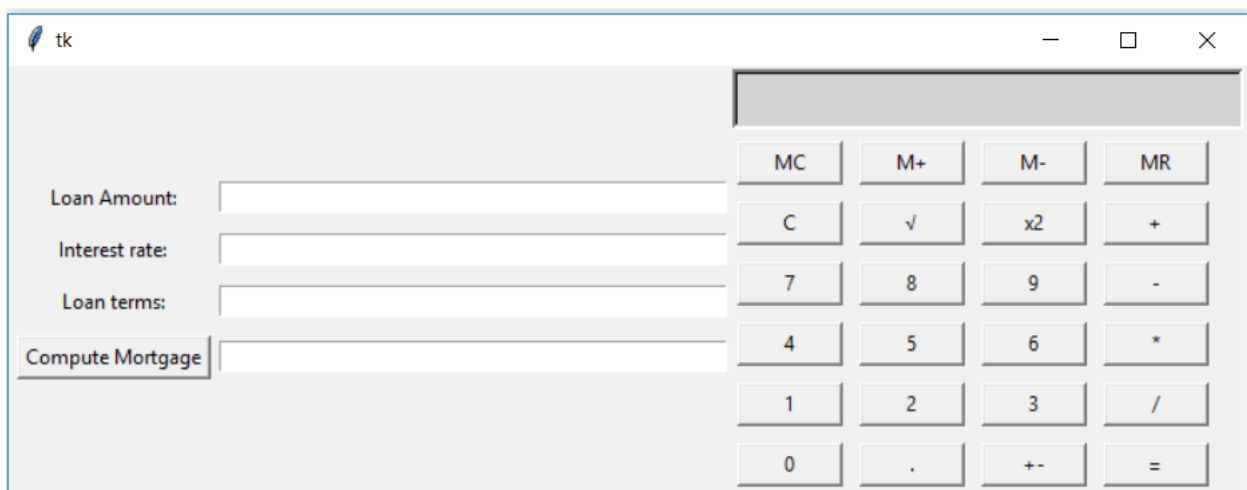 tk
Loan Amount:
Interest rate:
Loan terms:
Compute Mortgage
MC M+ M- MR
C √ x2 +
7 8 9 -
4 5 6 *
1 2 3 /
0 . +- =